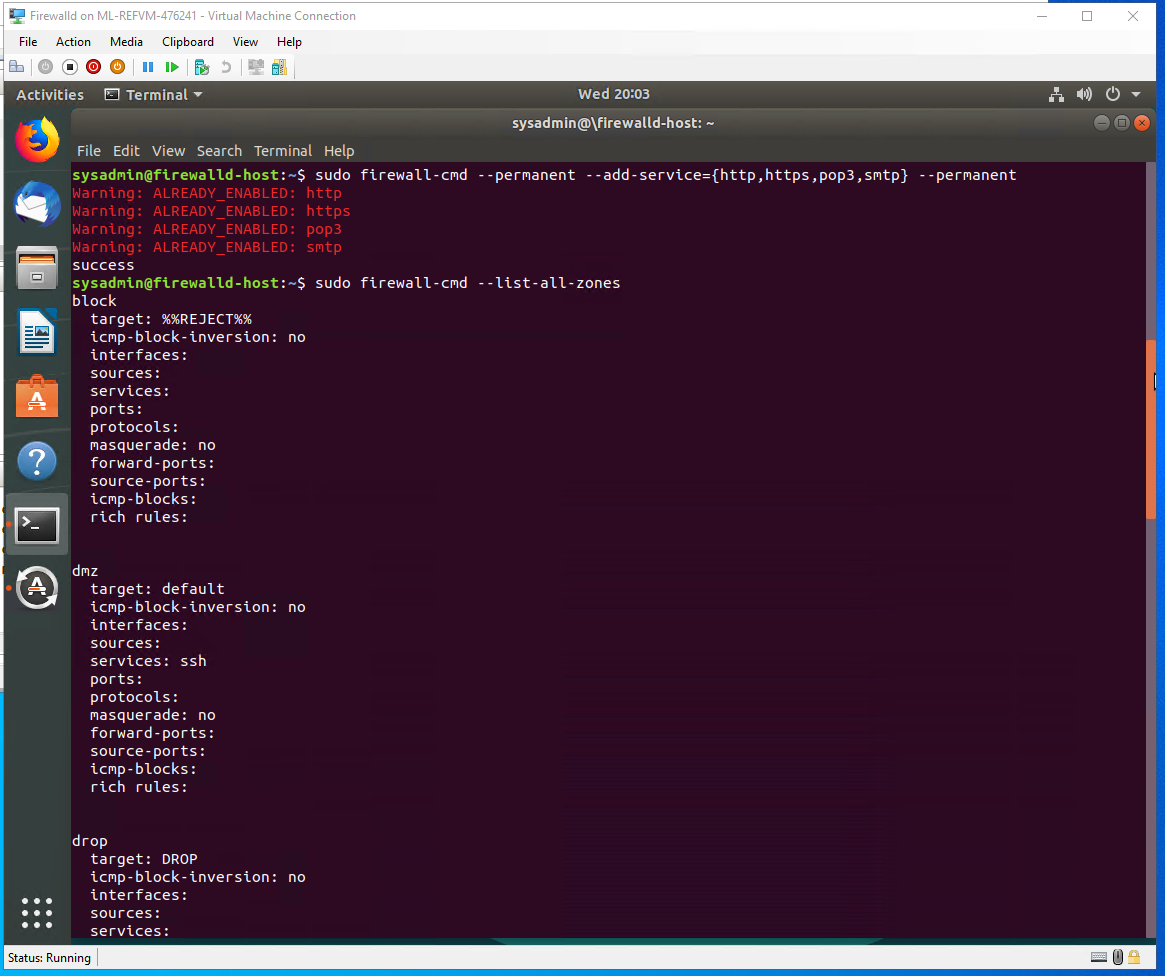 Firewalld on ML-REFVM-476241 - Virtual Machine Connection
File Action Media Clipboard View Help
Activities Terminal Wed 20:03
sysadmin@\firewalld-host: ~
File Edit View Search Terminal Help
sysadmin@firewalld-host:~$ sudo firewall-cmd --permanent --add-service={http,https,pop3,smtp} --permanent
Warning: ALREADY_ENABLED: http
Warning: ALREADY_ENABLED: https
Warning: ALREADY_ENABLED: pop3
Warning: ALREADY_ENABLED: smtp
success
sysadmin@firewalld-host:~$ sudo firewall-cmd --list-all-zones
block
  target: %%REJECT%%
  icmp-block-inversion: no
  interfaces:
  sources:
  services:
  ports:
  protocols:
  masquerade: no
  forward-ports:
  source-ports:
  icmp-blocks:
  rich rules:
dmz
  target: default
  icmp-block-inversion: no
  interfaces:
  sources:
  services: ssh
  ports:
  protocols:
  masquerade: no
  forward-ports:
  source-ports:
  icmp-blocks:
  rich rules:
drop
  target: DROP
  icmp-block-inversion: no
  interfaces:
  sources:
  services:
Status: Running